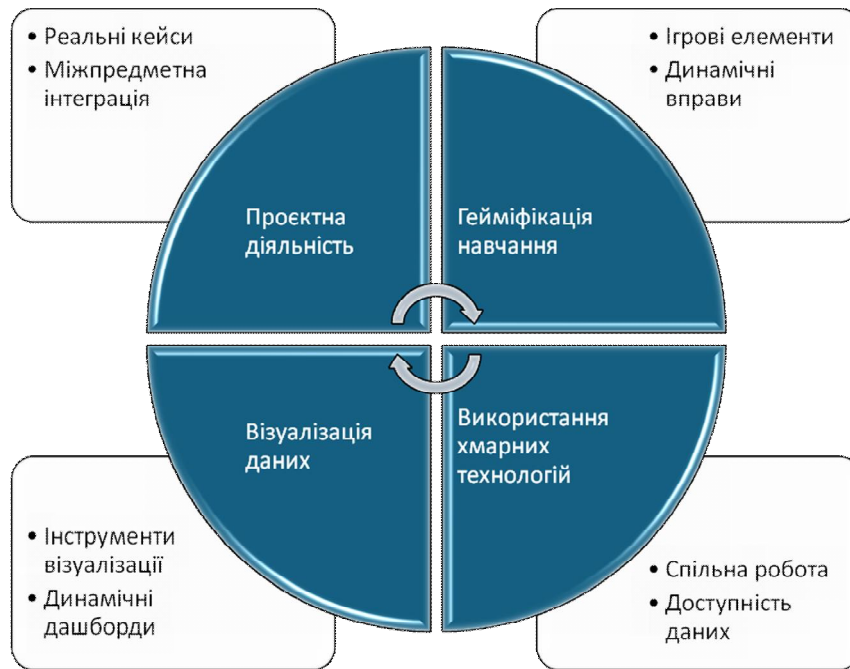 • Реальні кейси
• Міжпредметна
інтеграція
• Ігрові елементи
• Динамічні
вправи
Проєктна
діяльність
Гейміфікація
навчання
Візуалізація
даних
Використання
хмарних
технологій
• Інструменти
візуалізації
• Динамічні
дашборди
• Спільна робота
• Доступність
даних